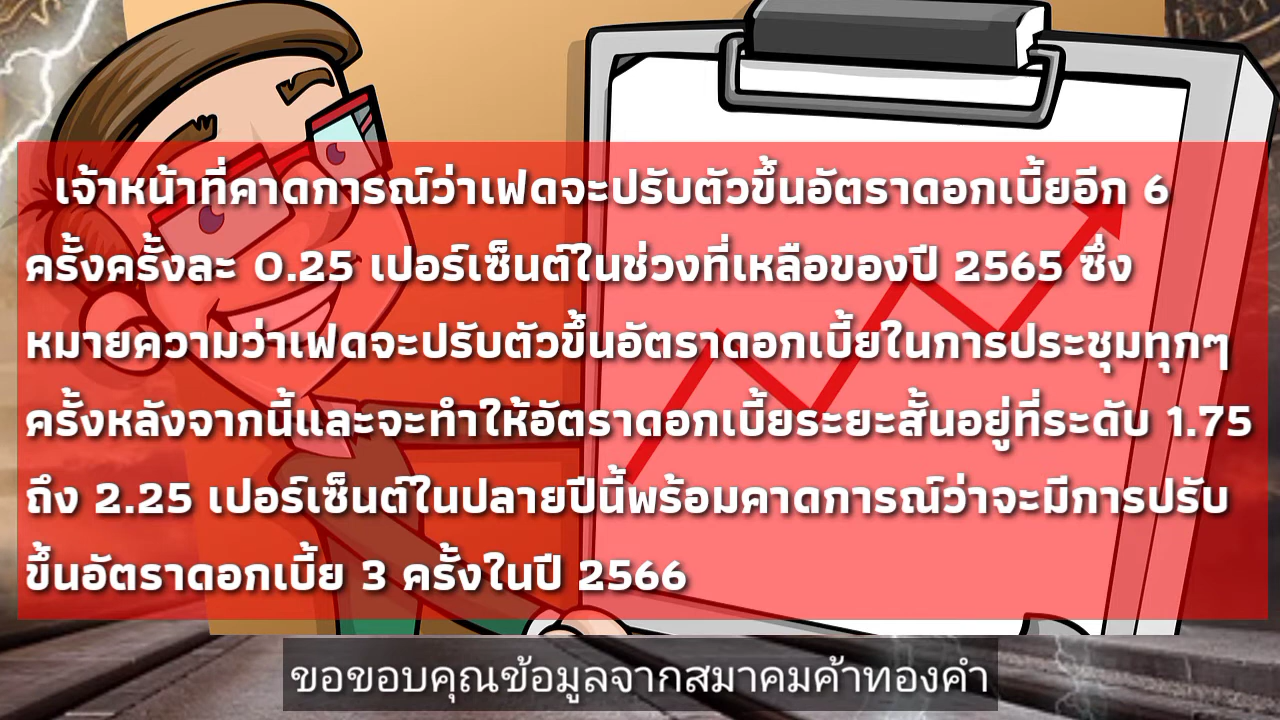 เจ้าหน้าที่คาดการณ์ว่าเฟดจะปรับตัวขึ้นอัตราดอกเบี้ยอีก 6
ครั้งครั้งละ 0.25 เปอร์เซ็นต์ในช่วงที่เหลือของปี 2565 ซึ่ง
หมายความว่าเฟดจะปรับตัวขึ้นอัตราดอกเบี้ยในการประชุมทุกๆ
ครั้งหลังจากนี้และจะทำให้อัตราดอกเบี้ยระยะสั้นอยู่ที่ระดับ 1.75
ถึง 2.25 เปอร์เซ็นต์ในปลายปีนี้พร้อมคาดการณ์ว่าจะมีการปรับ
ขึ้นอัตราดอกเบี้ย 3 ครั้งในปี 2566
ขอขอบคุณข้อมูลจากสมาคมค้าทองคำ